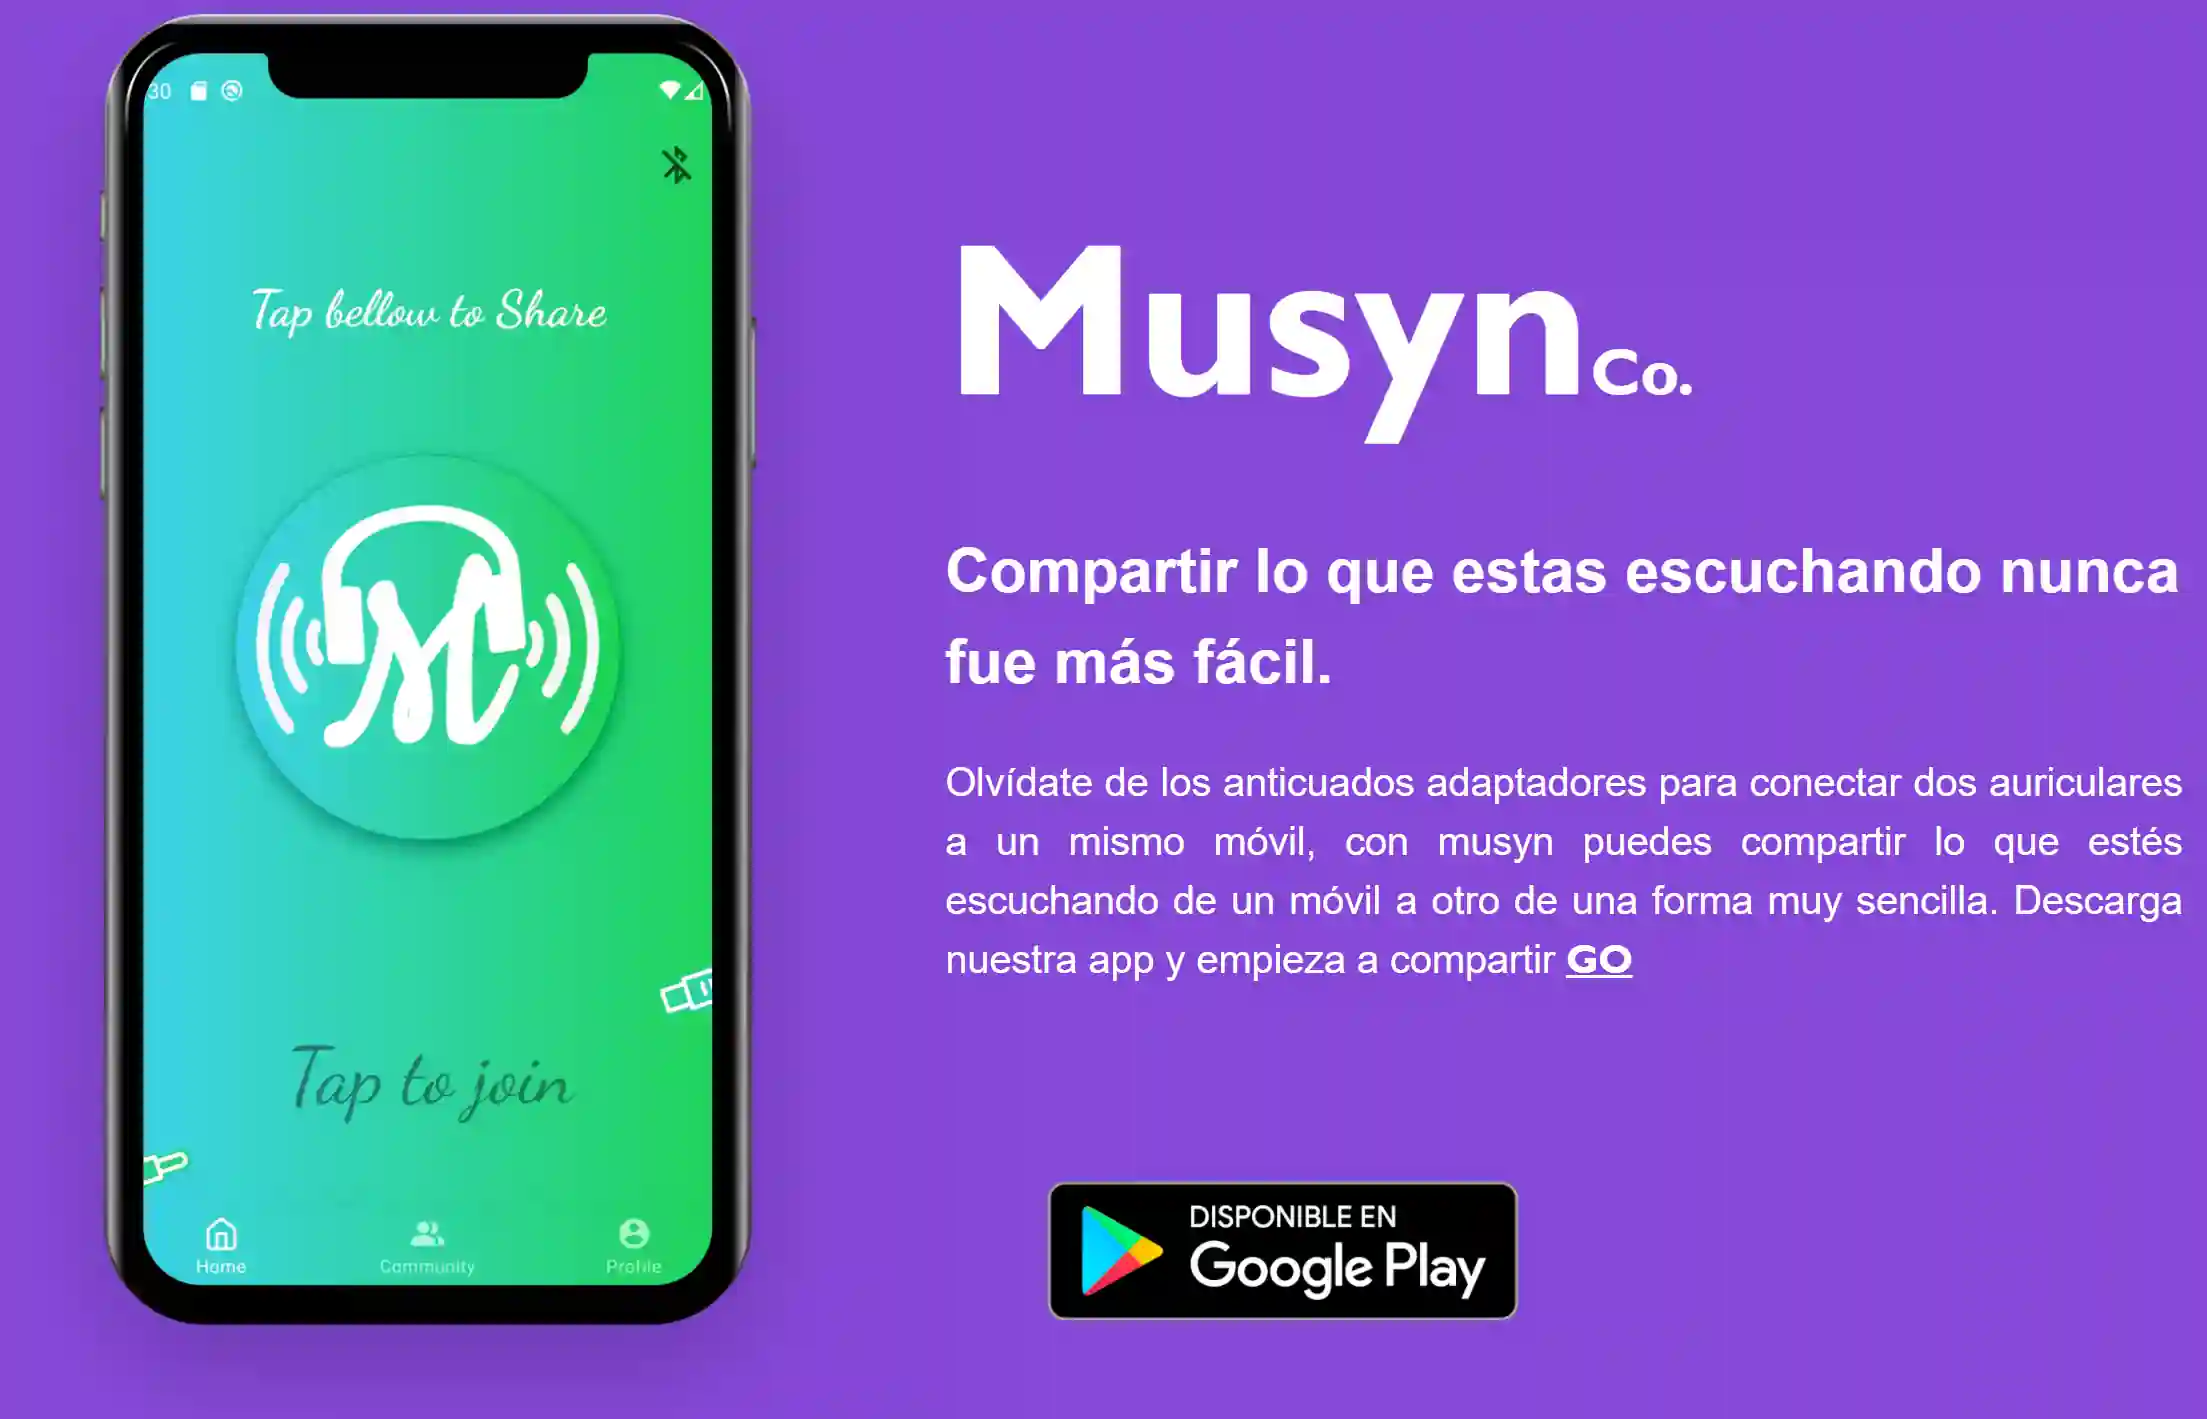 30
Tap bellow to Share
M
Tap to join
Home
Community
Profile
Musyn Co.
Compartir lo que estas escuchando nunca
fue más fácil.
Olvídate de los anticuados adaptadores para conectar dos auriculares
a un mismo móvil, con musyn puedes compartir lo que estés
escuchando de un móvil a otro de una forma muy sencilla. Descarga
nuestra app y empieza a compartir GO
DISPONIBLE EN
Google Play